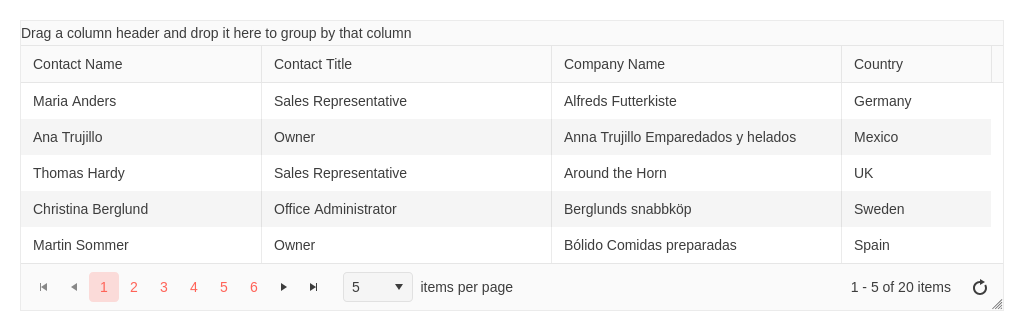 Drag a column header and drop it here to group by that column
Contact Name Contact Title Company Name Country
Maria Anders Sales Representative Alfreds Futterkiste Germany
Ana Trujillo Owner Anna Trujillo Emparedados y helados Mexico
Thomas Hardy Sales Representative Around the Horn UK
Christina Berglund Office Administrator Berglunds snabbköp Sweden
Martin Sommer Owner Bólido Comidas preparadas Spain
1 2 3 4 5 6 5 items per page 1 - 5 of 20 items